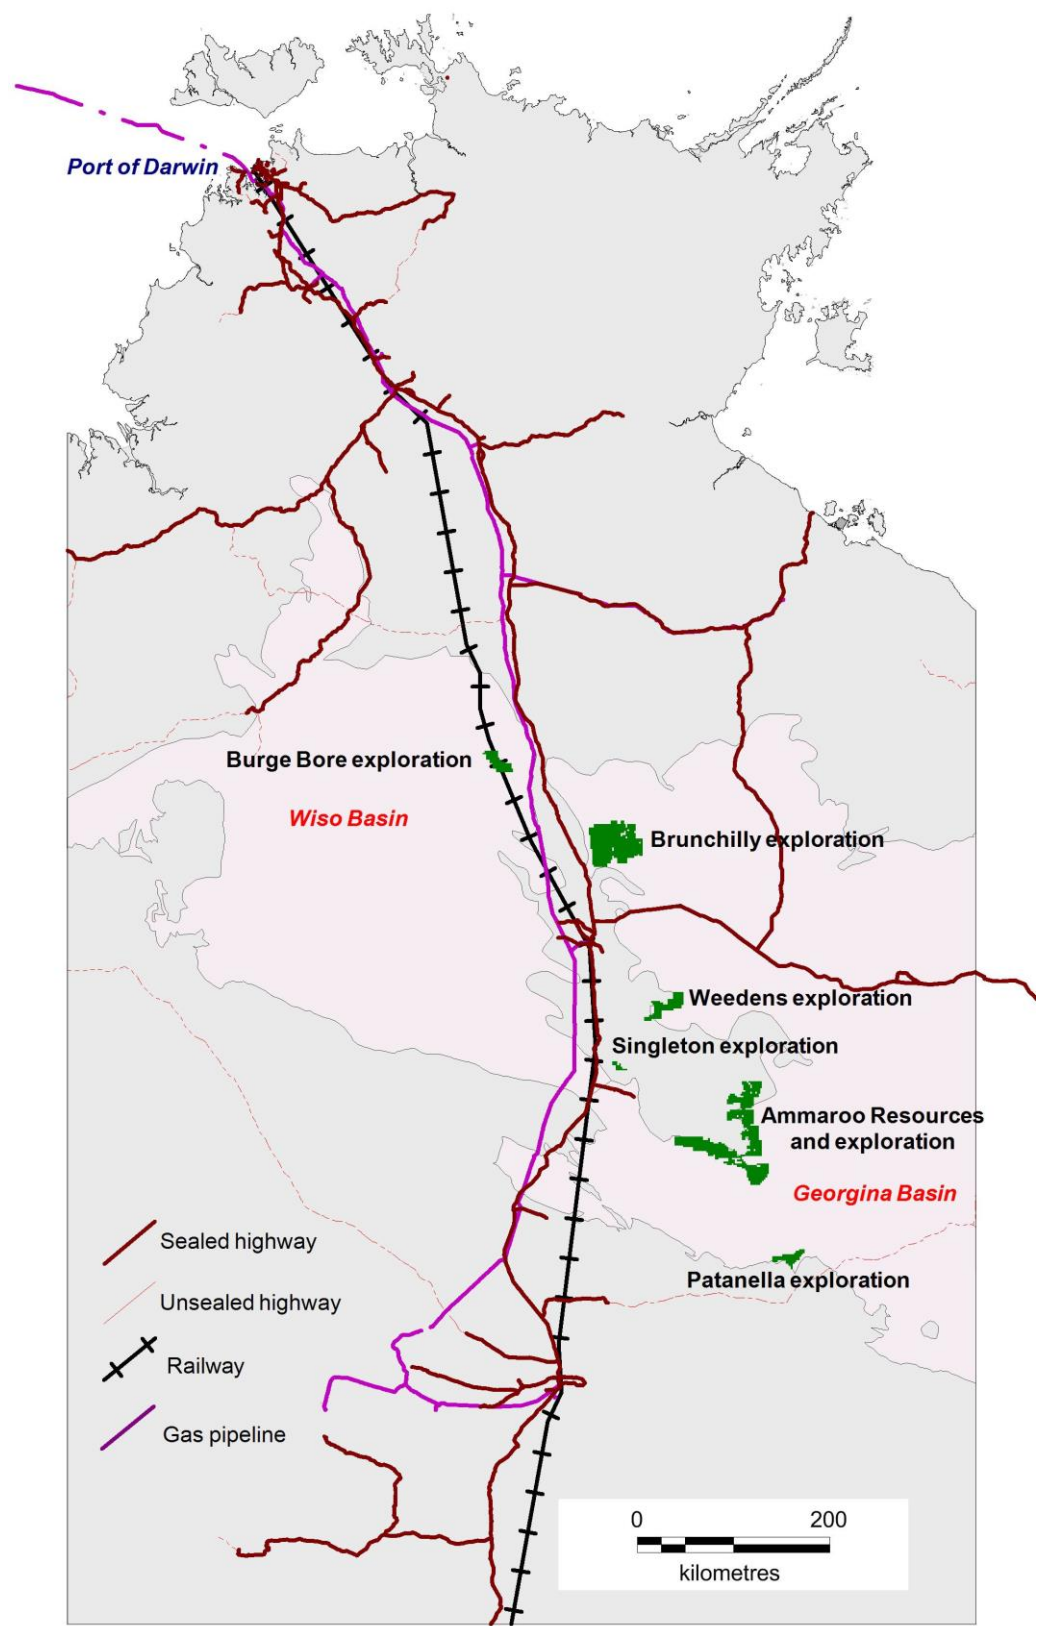 Port of Darwin
Burge Bore exploration
Wiso Basin
Brunchilly exploration
Weedens exploration
Singleton exploration
Ammaroo Resources
and exploration
Georgina Basin
Patanella exploration
Sealed highway
Unsealed highway
Railway
Gas pipeline
0 200
kilometres